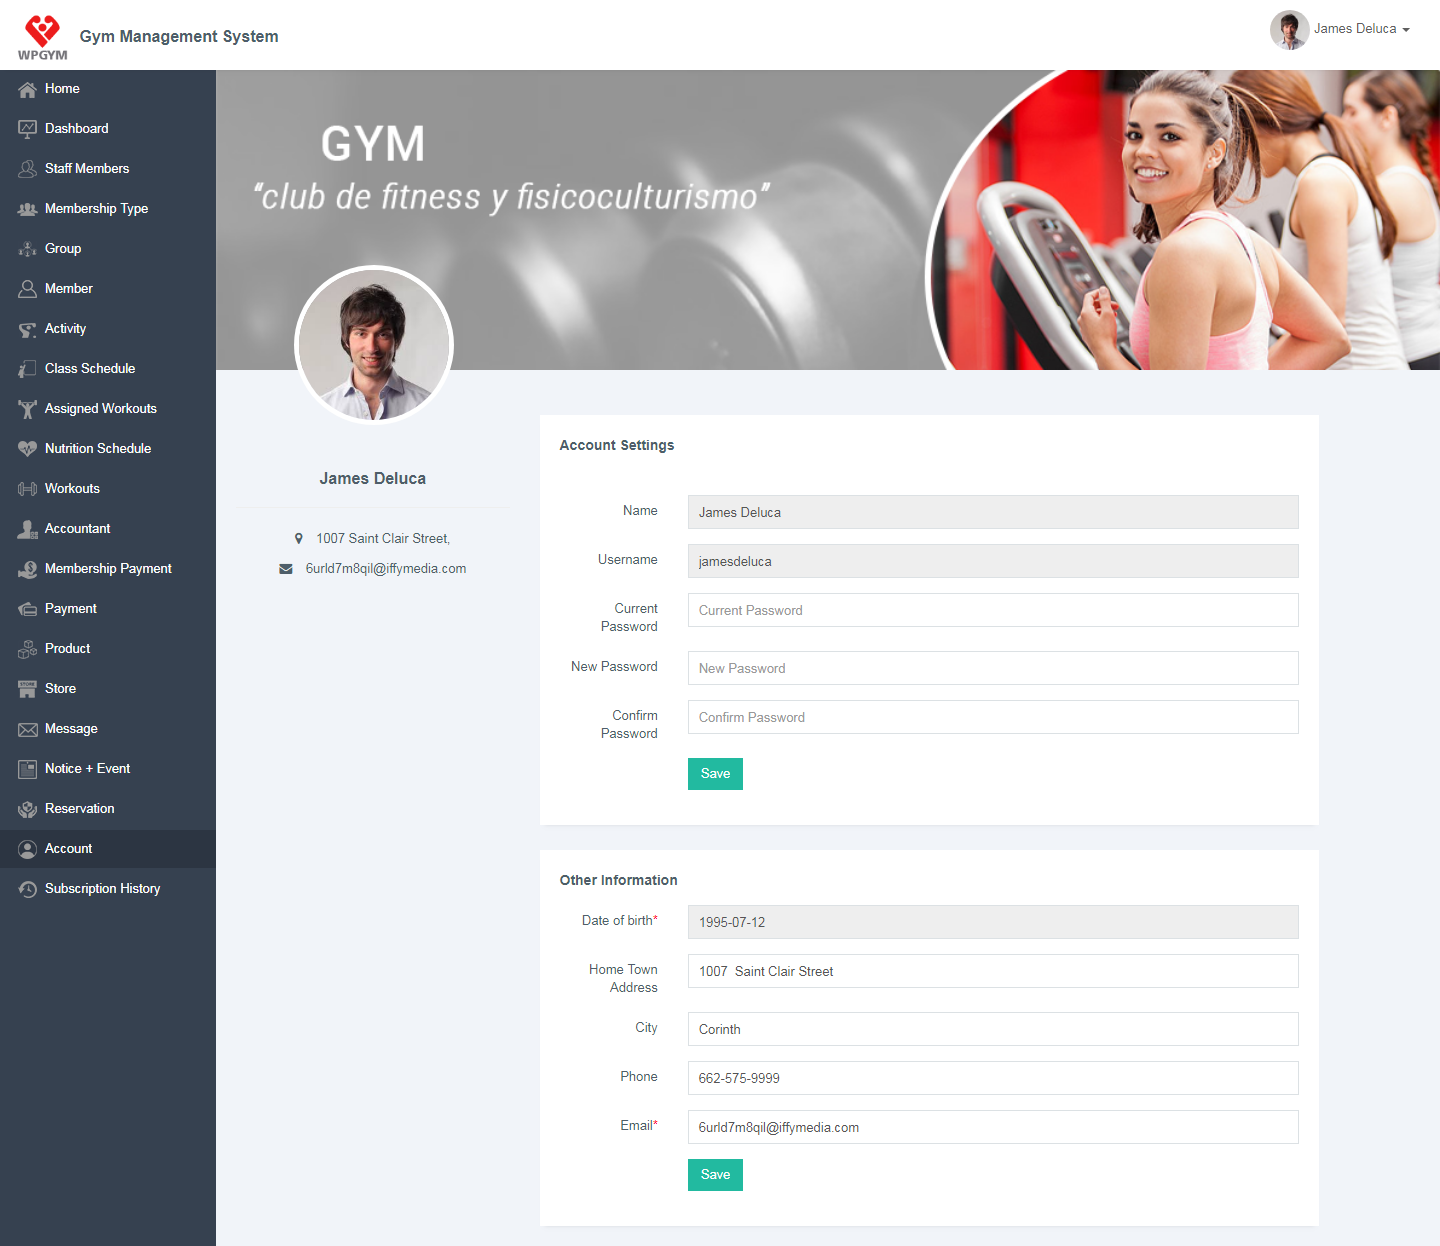 WPGYM
Gym Management System
James Deluca
Home
Dashboard
Staff Members
Membership Type
Group
Member
Activity
Class Schedule
Assigned Workouts
Nutrition Schedule
Workouts
Accountant
Membership Payment
Payment
Product
STORE
Store
Message
Notice + Event
Reservation
Account
Subscription History
GYM
“club de fitness y fisicoculturismo”
James Deluca
1007 Saint Clair Street,
6urld7m8qil@iffymedia.com
Account Settings
Name
James Deluca
Username
jamesdeluca
Current
Password
Current Password
New Password
New Password
Confirm
Password
Confirm Password
Save
Other Information
Date of birth*
1995-07-12
Home Town
Address
1007  Saint Clair Street
City
Corinth
Phone
662-575-9999
Email*
6urld7m8qil@iffymedia.com
Save